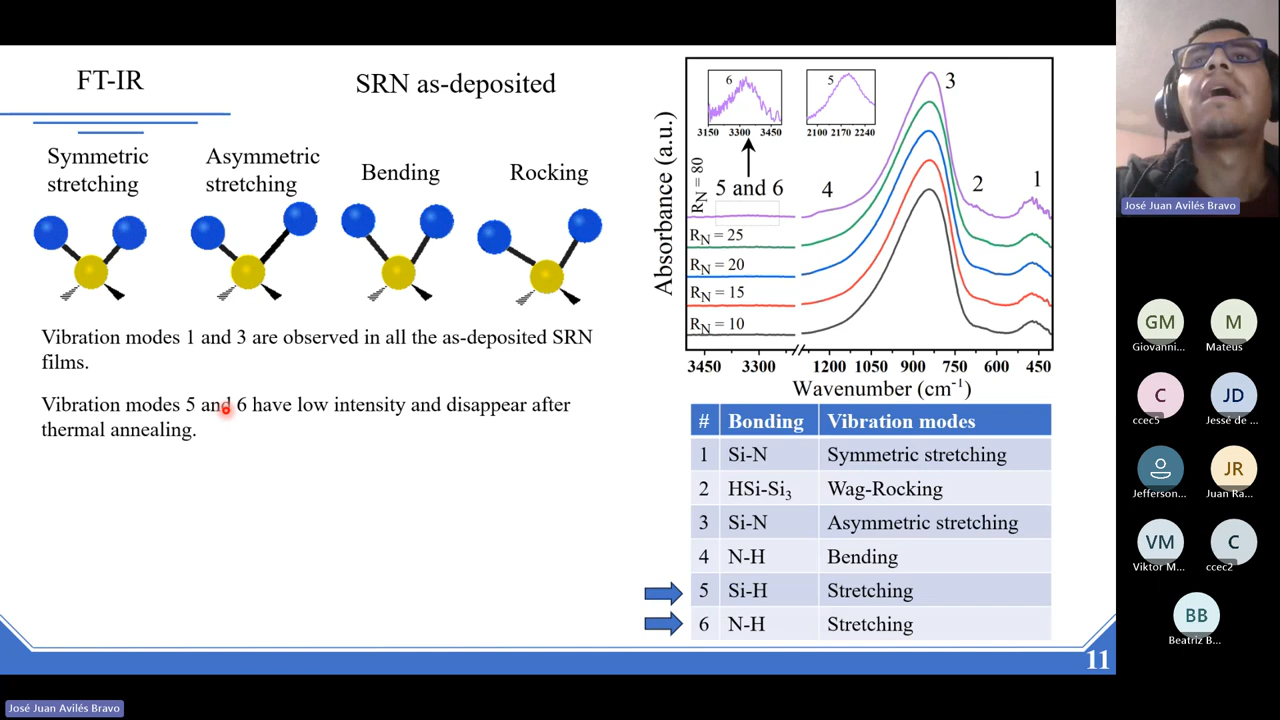 FT-IR
SRN as-deposited
Symmetric
stretching
Asymmetric
stretching
Bending
Rocking
Vibration modes 1 and 3 are observed in all the as-deposited SRN
films.
Vibration modes 5 and 6 have low intensity and disappear after
thermal annealing.
Absorbance (a.u.)
6
3150 3300 3450
5
2100 2170 2240
3
5 and 6
4
2
1
R_N = 80
R_N = 25
R_N = 20
R_N = 15
R_N = 10
3450 3300 1200 1050 900 750 600 450
Wavenumber (cm⁻¹)
# Bonding Vibration modes
1 Si-N Symmetric stretching
2 HSi-Si₃ Wag-Rocking
3 Si-N Asymmetric stretching
4 N-H Bending
5 Si-H Stretching
6 N-H Stretching
11
José Juan Avilés Bravo
José Juan Avilés Bravo
GM
Giovanni...
M
Mateus
C
ccec5
JD
Jessé de ...
Jefferson...
JR
Juan Ra...
VM
Viktor M...
C
ccec2
BB
Beatriz B...